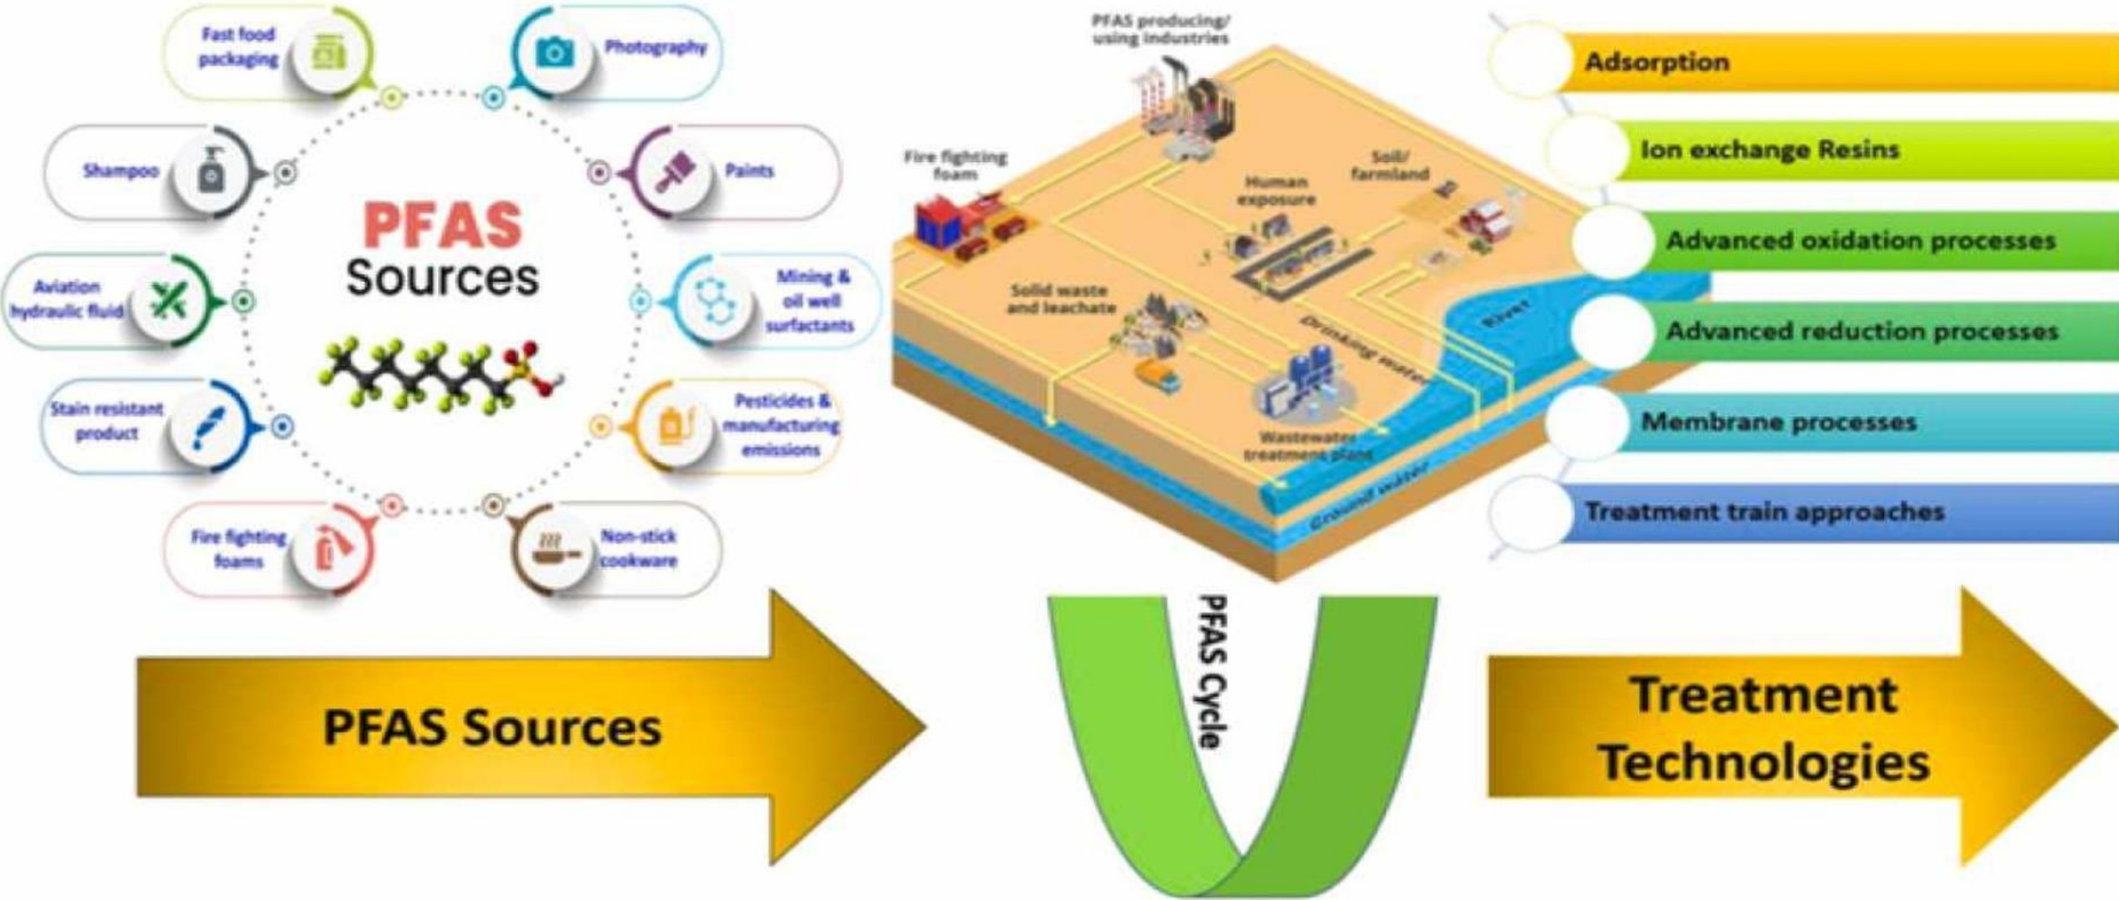 Fast food
packaging
Photography
Shampoo
Paints
PFAS
Sources
Aviation
hydraulic fluid
Mining &
oil well
surfactants
Stain resistant
product
Pesticides &
manufacturing
emissions
Fire fighting
foams
Non-stick
cookware
PFAS Sources
PFAS producing/
using industries
Fire fighting
foam
Soil/
farmland
Human
exposure
Solid waste
and leachate
River
Drinking water
Wastewater
treatment plant
Ground water
PFAS Cycle
Adsorption
Ion exchange Resins
Advanced oxidation processes
Advanced reduction processes
Membrane processes
Treatment train approaches
Treatment
Technologies